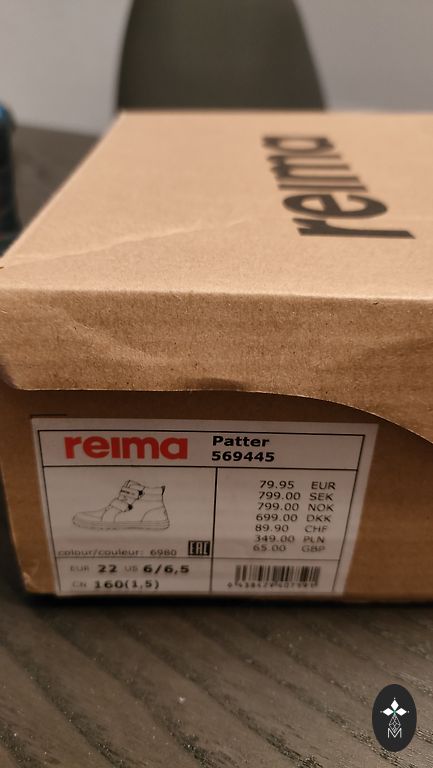 reima
reima
Patter
569445
79.95 EUR
799.00 SEK
799.00 NOK
699.00 DKK
89.90 CHF
349.00 PLN
65.00 GBP
colour/couleur: 6980 EAC
EUR 22 US 6/6,5
CN 160(1,5)
M